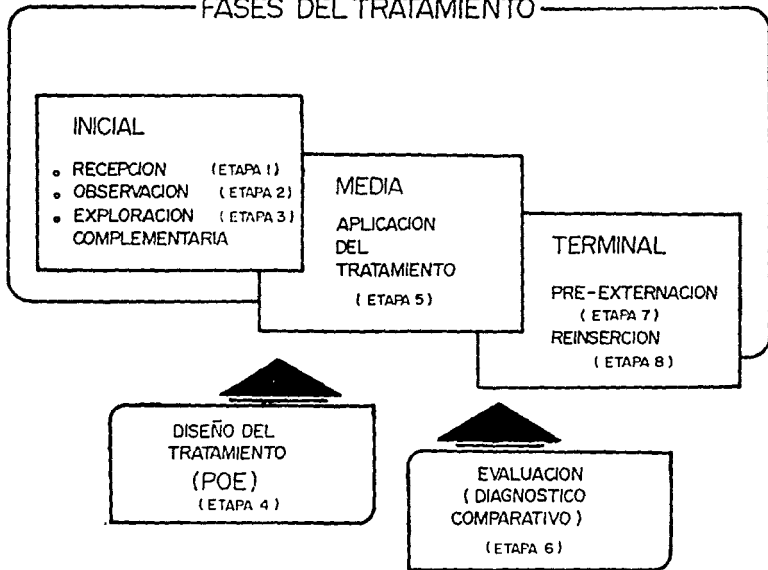 FASES DEL TRATAMIENTO
INICIAL
• RECEPCION (ETAPA 1)
• OBSERVACION (ETAPA 2)
• EXPLORACION (ETAPA 3)
COMPLEMENTARIA
MEDIA
APLICACION
DEL
TRATAMIENTO
(ETAPA 5)
TERMINAL
PRE-EXTERNACION
(ETAPA 7)
REINSERCION
(ETAPA 8)
DISEÑO DEL
TRATAMIENTO
(POE)
(ETAPA 4)
EVALUACION
(DIAGNOSTICO
COMPARATIVO)
(ETAPA 6)